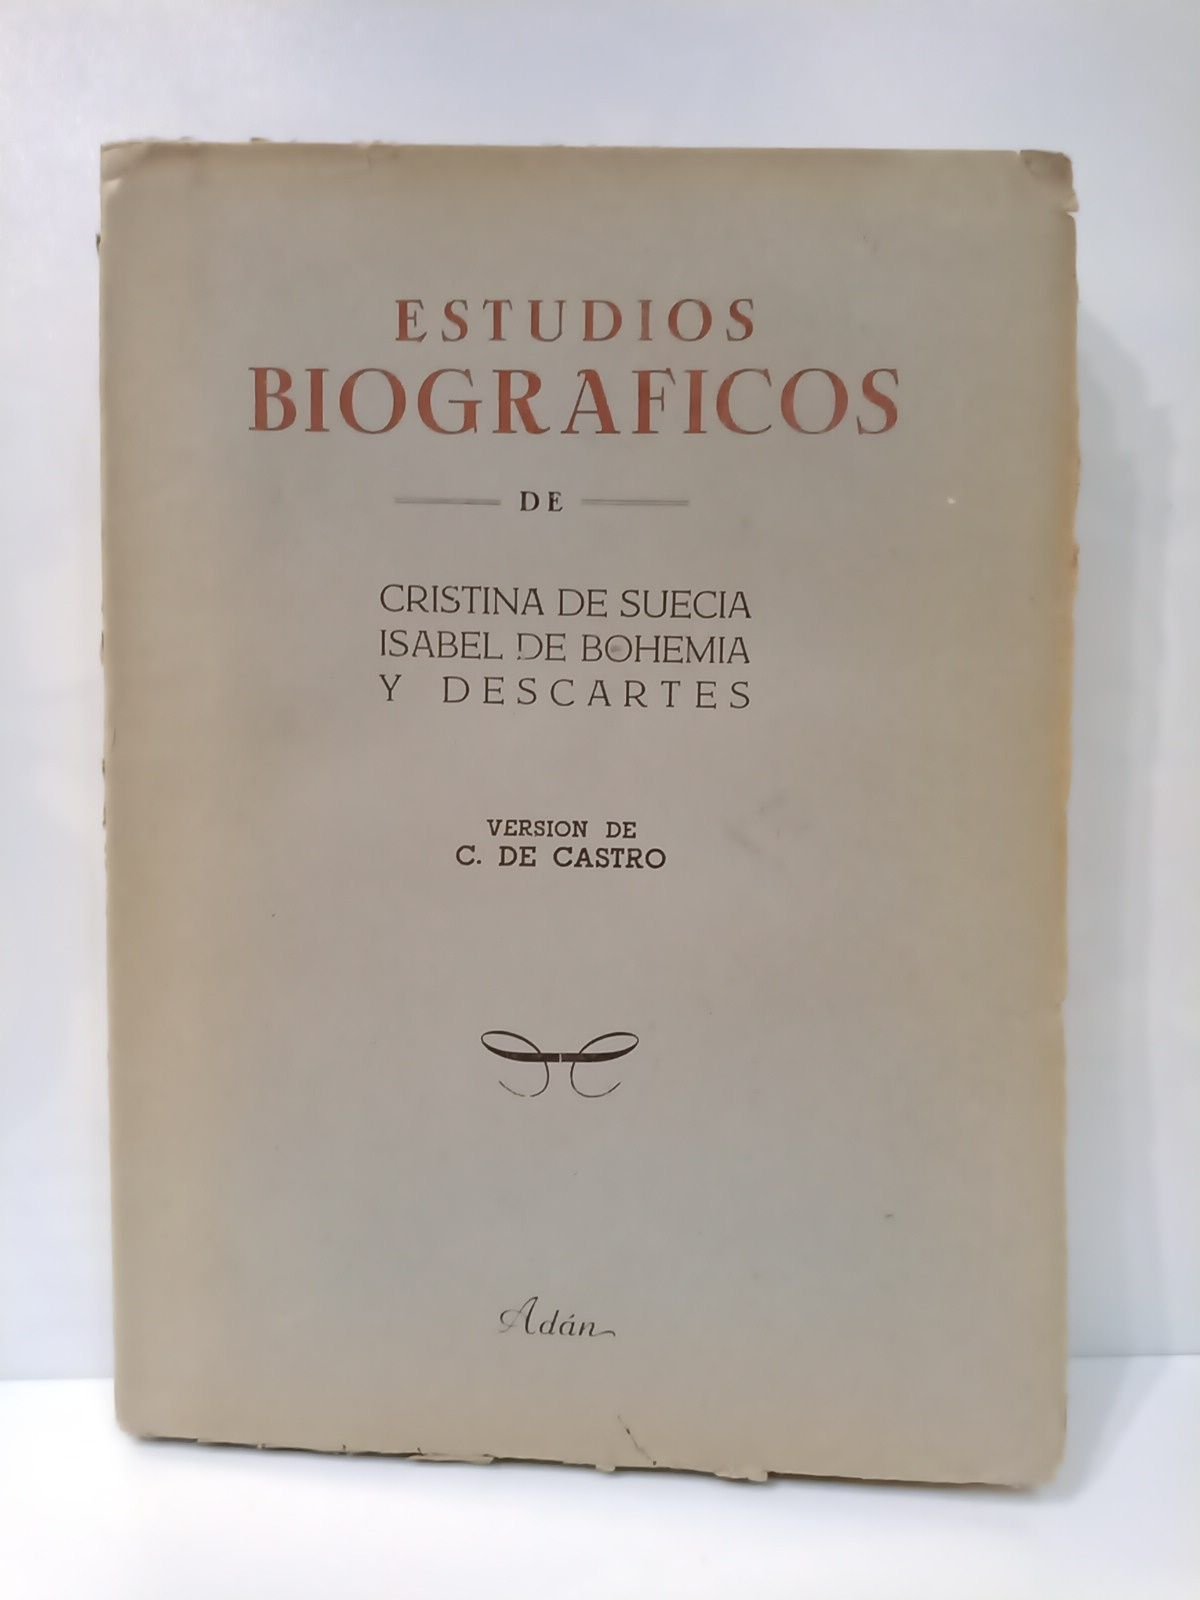 ESTUDIOS
BIOGRAFICOS
DE
CRISTINA DE SUECIA
ISABEL DE BOHEMIA
Y DESCARTES
VERSION DE
C. DE CASTRO
Adán